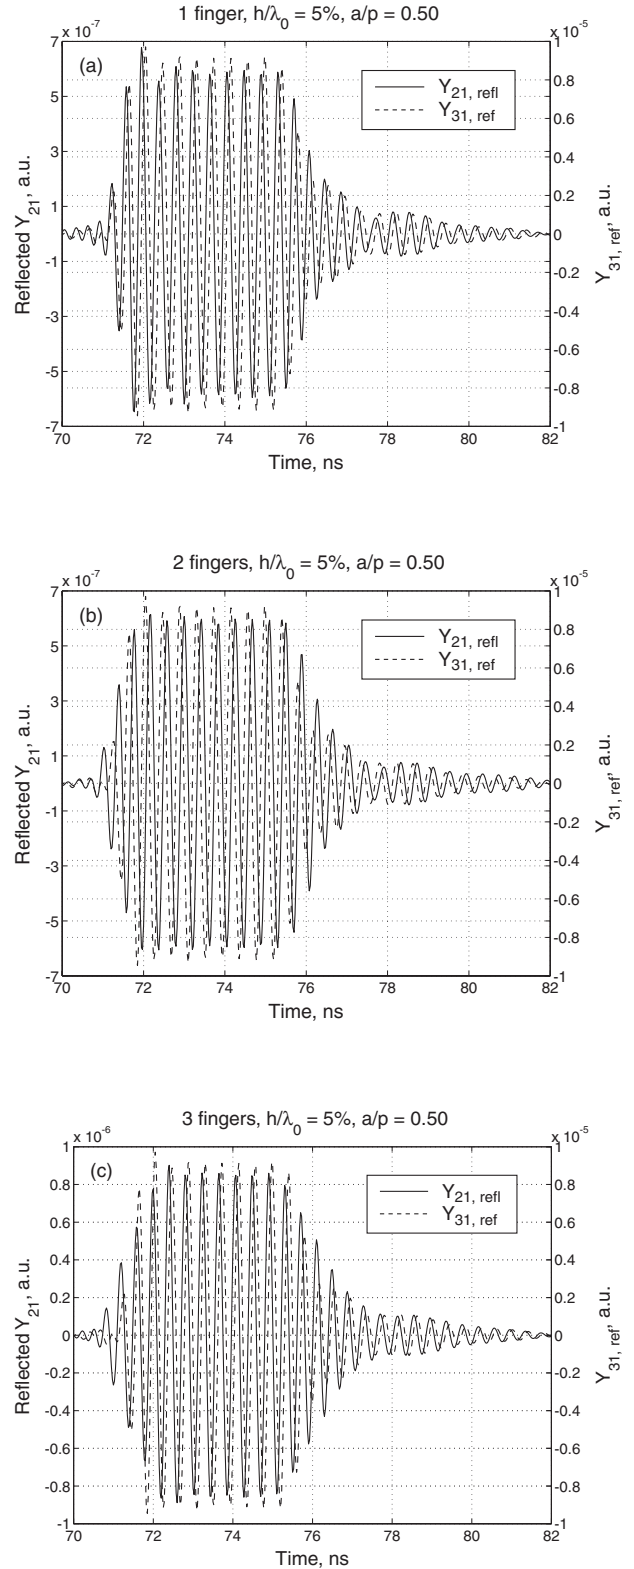 1 finger, h/λ0 = 5%, a/p = 0.50
x 10-7
x 10-5
(a)
Y21, refl
Y31, ref
7
5
3
1
-1
-3
-5
-7
1
0.8
0.6
0.4
0.2
0
-0.2
-0.4
-0.6
-0.8
-1
Reflected Y21, a.u.
Y31, ref, a.u.
70 72 74 76 78 80 82
Time, ns
2 fingers, h/λ0 = 5%, a/p = 0.50
x 10-7
x 10-5
(b)
Y21, refl
Y31, ref
7
5
3
1
-1
-3
-5
-7
1
0.8
0.6
0.4
0.2
0
-0.2
-0.4
-0.6
-0.8
-1
Reflected Y21, a.u.
Y31, ref, a.u.
70 72 74 76 78 80 82
Time, ns
3 fingers, h/λ0 = 5%, a/p = 0.50
x 10-6
x 10-5
(c)
Y21, refl
Y31, ref
1
0.8
0.6
0.4
0.2
0
-0.2
-0.4
-0.6
-0.8
-1
1
0.8
0.6
0.4
0.2
0
-0.2
-0.4
-0.6
-0.8
-1
Reflected Y21, a.u.
Y31, ref, a.u.
70 72 74 76 78 80 82
Time, ns